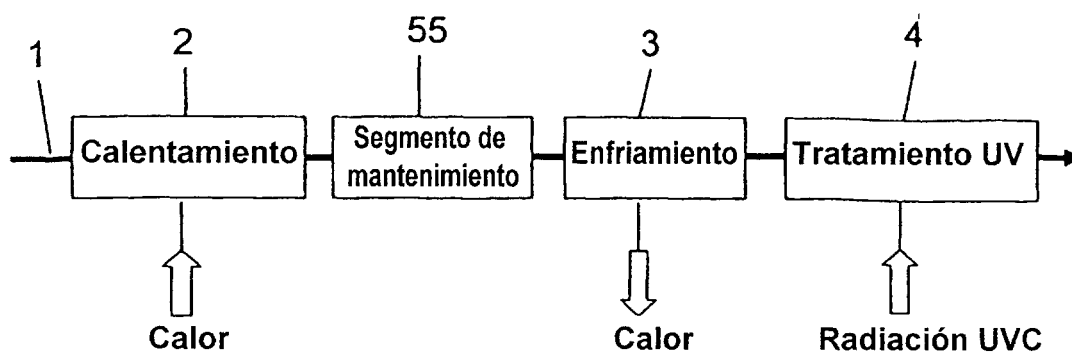 1
2
55
3
4
Calentamiento
Segmento de
mantenimiento
Enfriamiento
Tratamiento UV
Calor
Calor
Radiación UVC